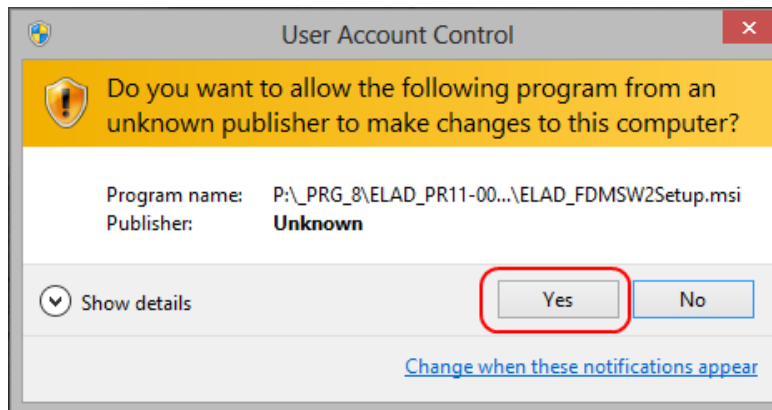 User Account Control
Do you want to allow the following program from an
unknown publisher to make changes to this computer?
Program name: P:\_PRG_8\ELAD_PR11-00...\ELAD_FDMSW2Setup.msi
Publisher: Unknown
Show details
Yes
No
Change when these notifications appear